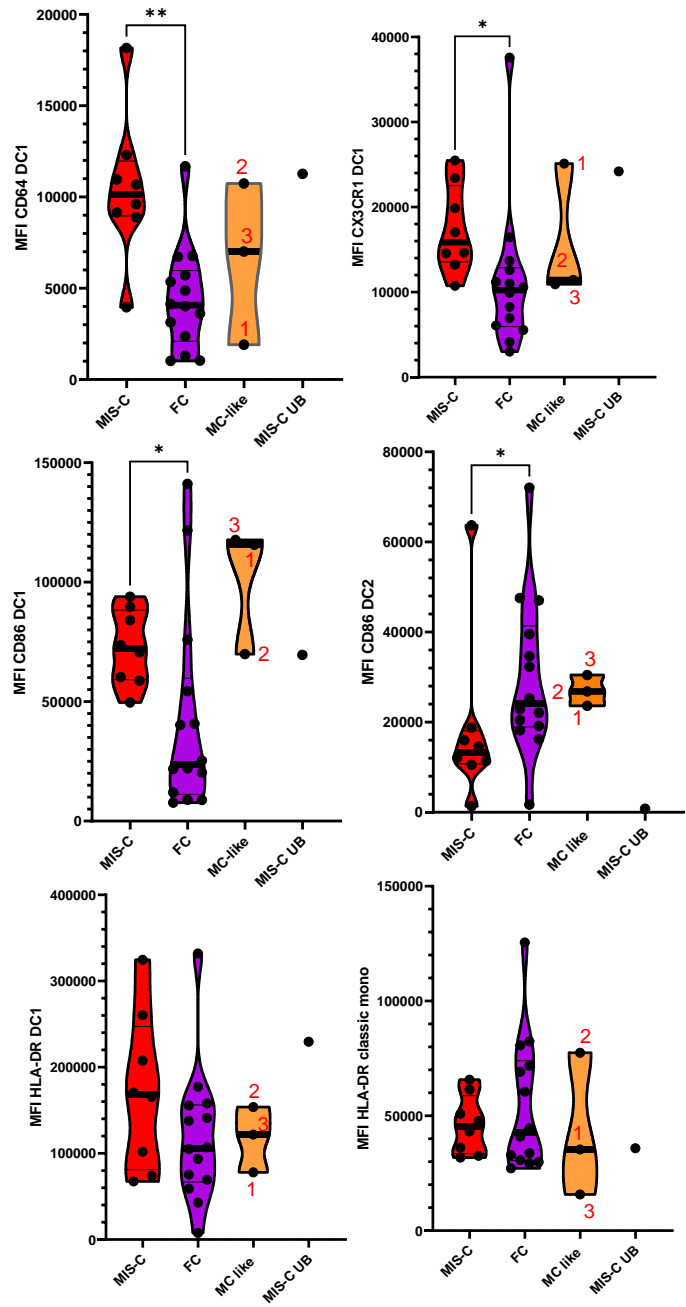 **
20000
15000
10000
5000
0
MFI CD64 DC1
2
3
1
MIS-C
FC
MC-like
MIS-C UB
*
40000
30000
20000
10000
0
MFI CX3CR1 DC1
1
2
3
MIS-C
FC
MC like
MIS-C UB
*
150000
100000
50000
0
MFI CD86 DC1
3
1
2
MIS-C
FC
MC-like
MIS-C UB
*
80000
60000
40000
20000
0
MFI CD86 DC2
3
2
1
MIS-C
FC
MC like
MIS-C UB
400000
300000
200000
100000
0
MFI HLA-DR DC1
2
3
1
MIS-C
FC
MC like
MIS-C UB
150000
100000
50000
0
MFI HLA-DR classic mono
2
1
3
MIS-C
FC
MC like
MIS-C UB